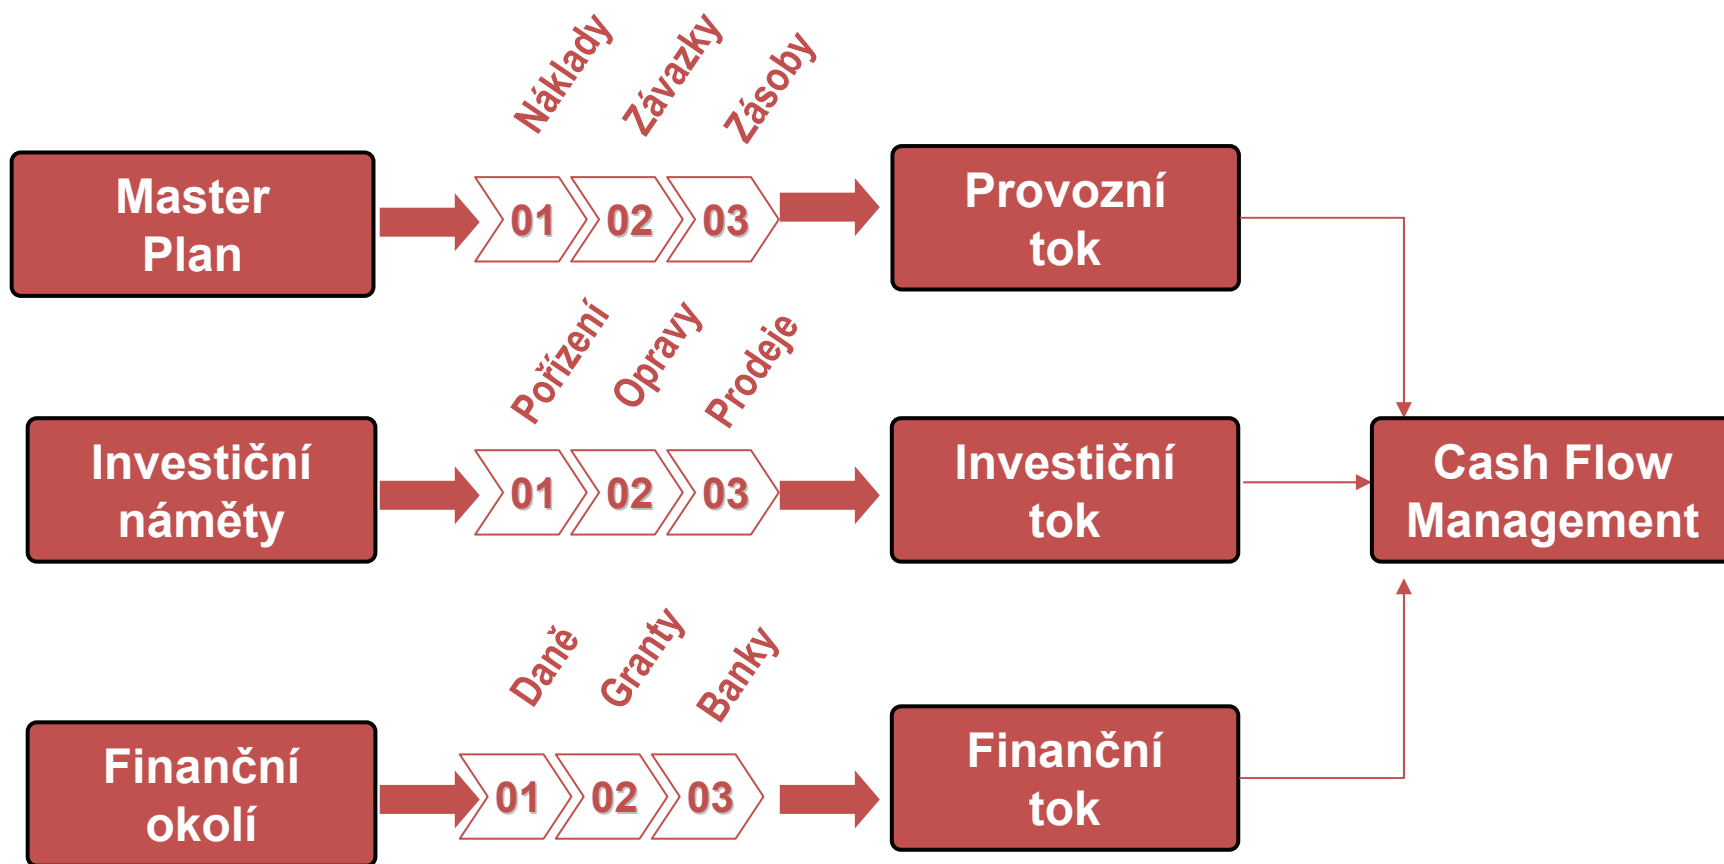 Náklady
Závazky
Zásoby
Master
Plan
01
02
03
Provozní
tok
Pořízení
Opravy
Prodeje
Investiční
náměty
01
02
03
Investiční
tok
Cash Flow
Management
Daně
Granty
Banky
Finanční
okolí
01
02
03
Finanční
tok